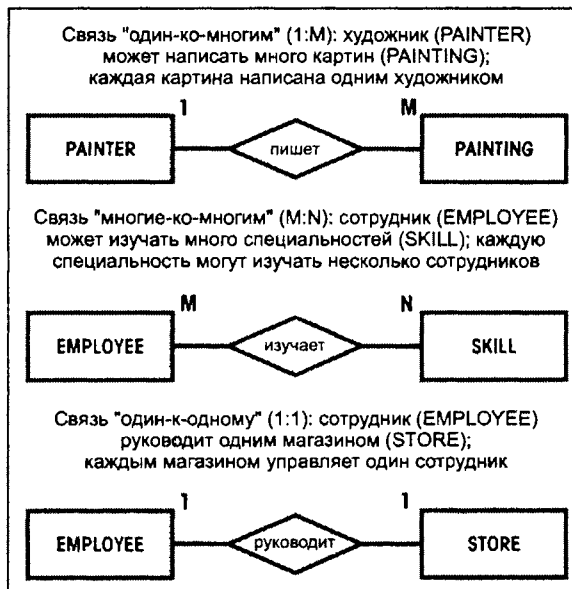 Связь "один-ко-многим" (1:M): художник (PAINTER)
может написать много картин (PAINTING);
каждая картина написана одним художником
1 M
PAINTER пишет PAINTING
Связь "многие-ко-многим" (M:N): сотрудник (EMPLOYEE)
может изучать много специальностей (SKILL); каждую
специальность могут изучать несколько сотрудников
M N
EMPLOYEE изучает SKILL
Связь "один-к-одному" (1:1): сотрудник (EMPLOYEE)
руководит одним магазином (STORE);
каждым магазином управляет один сотрудник
1 1
EMPLOYEE руководит STORE